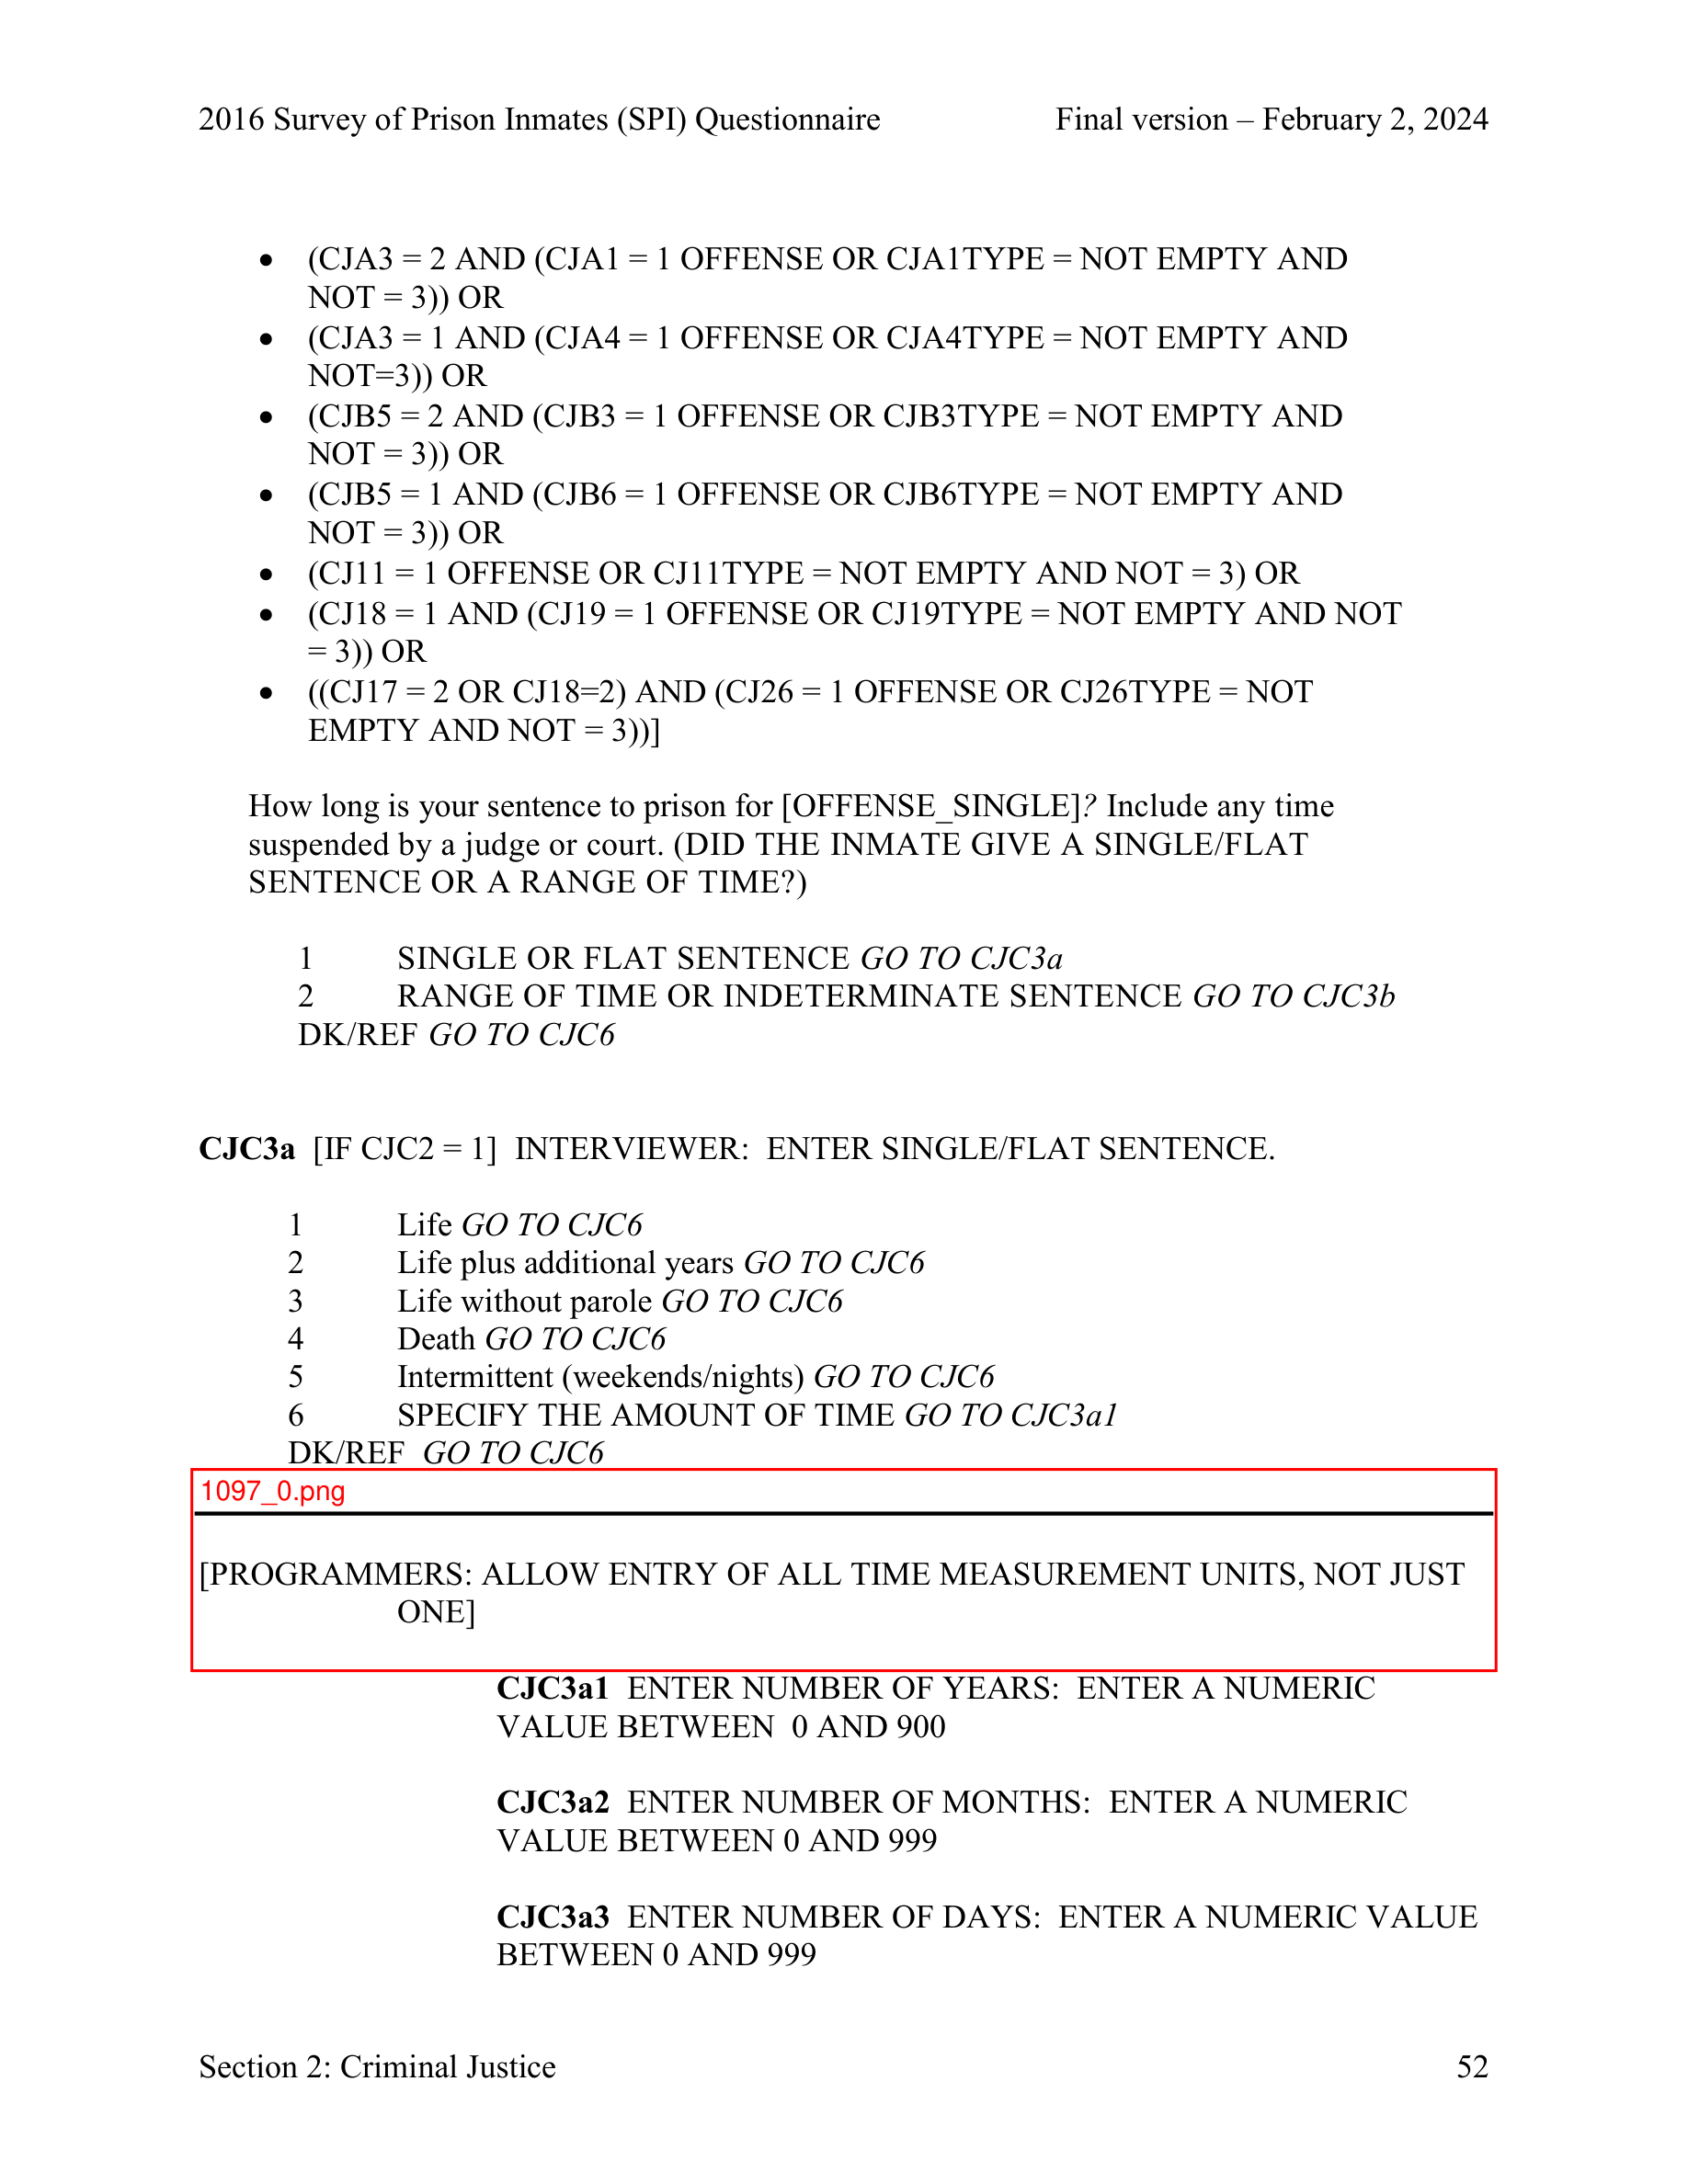 2016 Survey of Prison Inmates (SPI) Questionnaire Final version – February 2, 2024
• (CJA3 = 2 AND (CJA1 = 1 OFFENSE OR CJA1TYPE = NOT EMPTY AND
NOT = 3)) OR
• (CJA3 = 1 AND (CJA4 = 1 OFFENSE OR CJA4TYPE = NOT EMPTY AND
NOT=3)) OR
• (CJB5 = 2 AND (CJB3 = 1 OFFENSE OR CJB3TYPE = NOT EMPTY AND
NOT = 3)) OR
• (CJB5 = 1 AND (CJB6 = 1 OFFENSE OR CJB6TYPE = NOT EMPTY AND
NOT = 3)) OR
• (CJ11 = 1 OFFENSE OR CJ11TYPE = NOT EMPTY AND NOT = 3) OR
• (CJ18 = 1 AND (CJ19 = 1 OFFENSE OR CJ19TYPE = NOT EMPTY AND NOT
= 3)) OR
• ((CJ17 = 2 OR CJ18=2) AND (CJ26 = 1 OFFENSE OR CJ26TYPE = NOT
EMPTY AND NOT = 3))]
How long is your sentence to prison for [OFFENSE_SINGLE]? Include any time
suspended by a judge or court. (DID THE INMATE GIVE A SINGLE/FLAT
SENTENCE OR A RANGE OF TIME?)
1 SINGLE OR FLAT SENTENCE GO TO CJC3a
2 RANGE OF TIME OR INDETERMINATE SENTENCE GO TO CJC3b
DK/REF GO TO CJC6
CJC3a [IF CJC2 = 1] INTERVIEWER: ENTER SINGLE/FLAT SENTENCE.
1 Life GO TO CJC6
2 Life plus additional years GO TO CJC6
3 Life without parole GO TO CJC6
4 Death GO TO CJC6
5 Intermittent (weekends/nights) GO TO CJC6
6 SPECIFY THE AMOUNT OF TIME GO TO CJC3a1
DK/REF GO TO CJC6
1097_0.png
[PROGRAMMERS: ALLOW ENTRY OF ALL TIME MEASUREMENT UNITS, NOT JUST
ONE]
CJC3a1 ENTER NUMBER OF YEARS: ENTER A NUMERIC
VALUE BETWEEN 0 AND 900
CJC3a2 ENTER NUMBER OF MONTHS: ENTER A NUMERIC
VALUE BETWEEN 0 AND 999
CJC3a3 ENTER NUMBER OF DAYS: ENTER A NUMERIC VALUE
BETWEEN 0 AND 999
Section 2: Criminal Justice 52